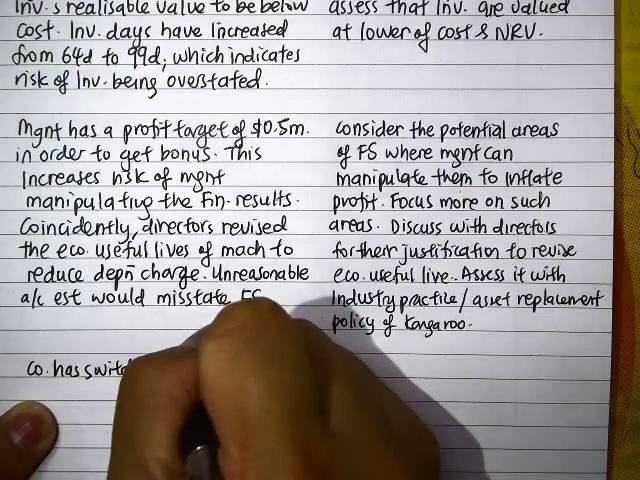 Inv.s realisable value to be below
cost. Inv. days have increased
from 64d to 99d, which indicates
risk of Inv. being overstated.
Mgnt has a profit target of $0.5m.
in order to get bonus. This
Increases risk of mgnt
manipulating the Fin. results.
Coincidently, directors revised
the eco. useful lives of mach to
reduce depn charge. Unreasonable
a/c est would misstate FS
co. has swit
assess that Inv. are valued
at lower of cost & NRV.
consider the potential areas
of FS where mgnt can
manipulate them to inflate
profit. Focus more on such
areas. Discuss with directors
for their justification to revise
eco. useful live. Assess it with
Industry practice / asset replacement
policy of Kangaroo.